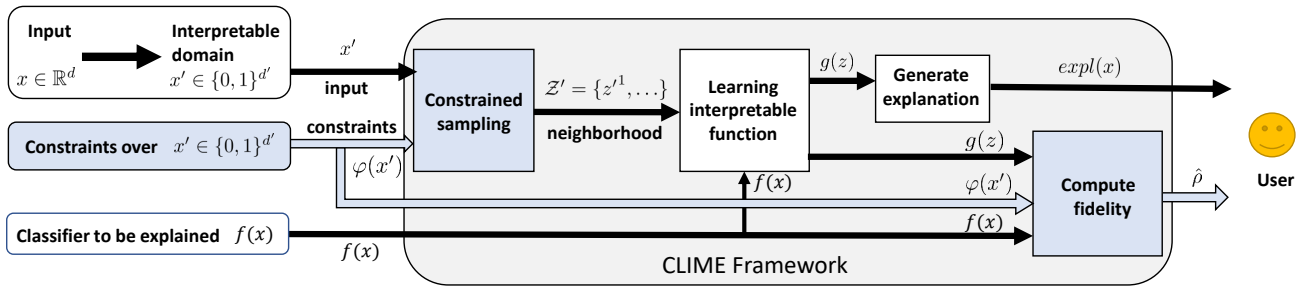 Input
x ∈ ℝ^d
Interpretable
domain
x′ ∈ {0, 1}^{d′}
x′
input
Constraints over x′ ∈ {0, 1}^{d′}
constraints
φ(x′)
Classifier to be explained f(x)
f(x)
Constrained
sampling
𝒵′ = {z′¹, . . .}
neighborhood
Learning
interpretable
function
f(x)
g(z)
Generate
explanation
expl(x)
g(z)
φ(x′)
f(x)
Compute
fidelity
ρ̂
User
CLIME Framework